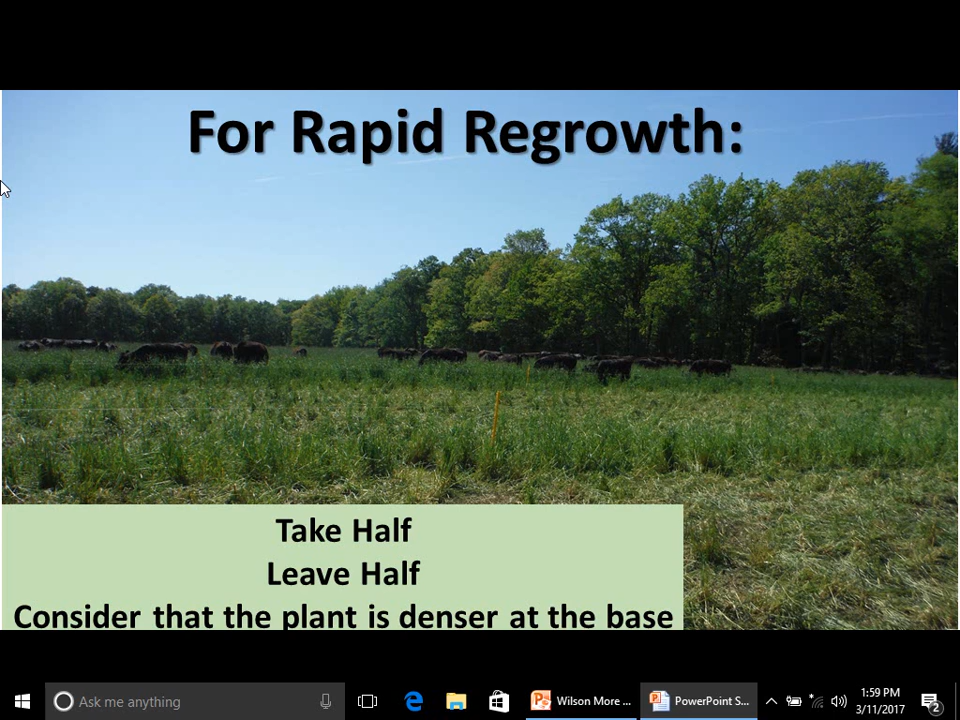 For Rapid Regrowth:
Take Half
Leave Half
Consider that the plant is denser at the base
Ask me anything
Wilson More ...
PowerPoint S...
1:59 PM
3/11/2017
2